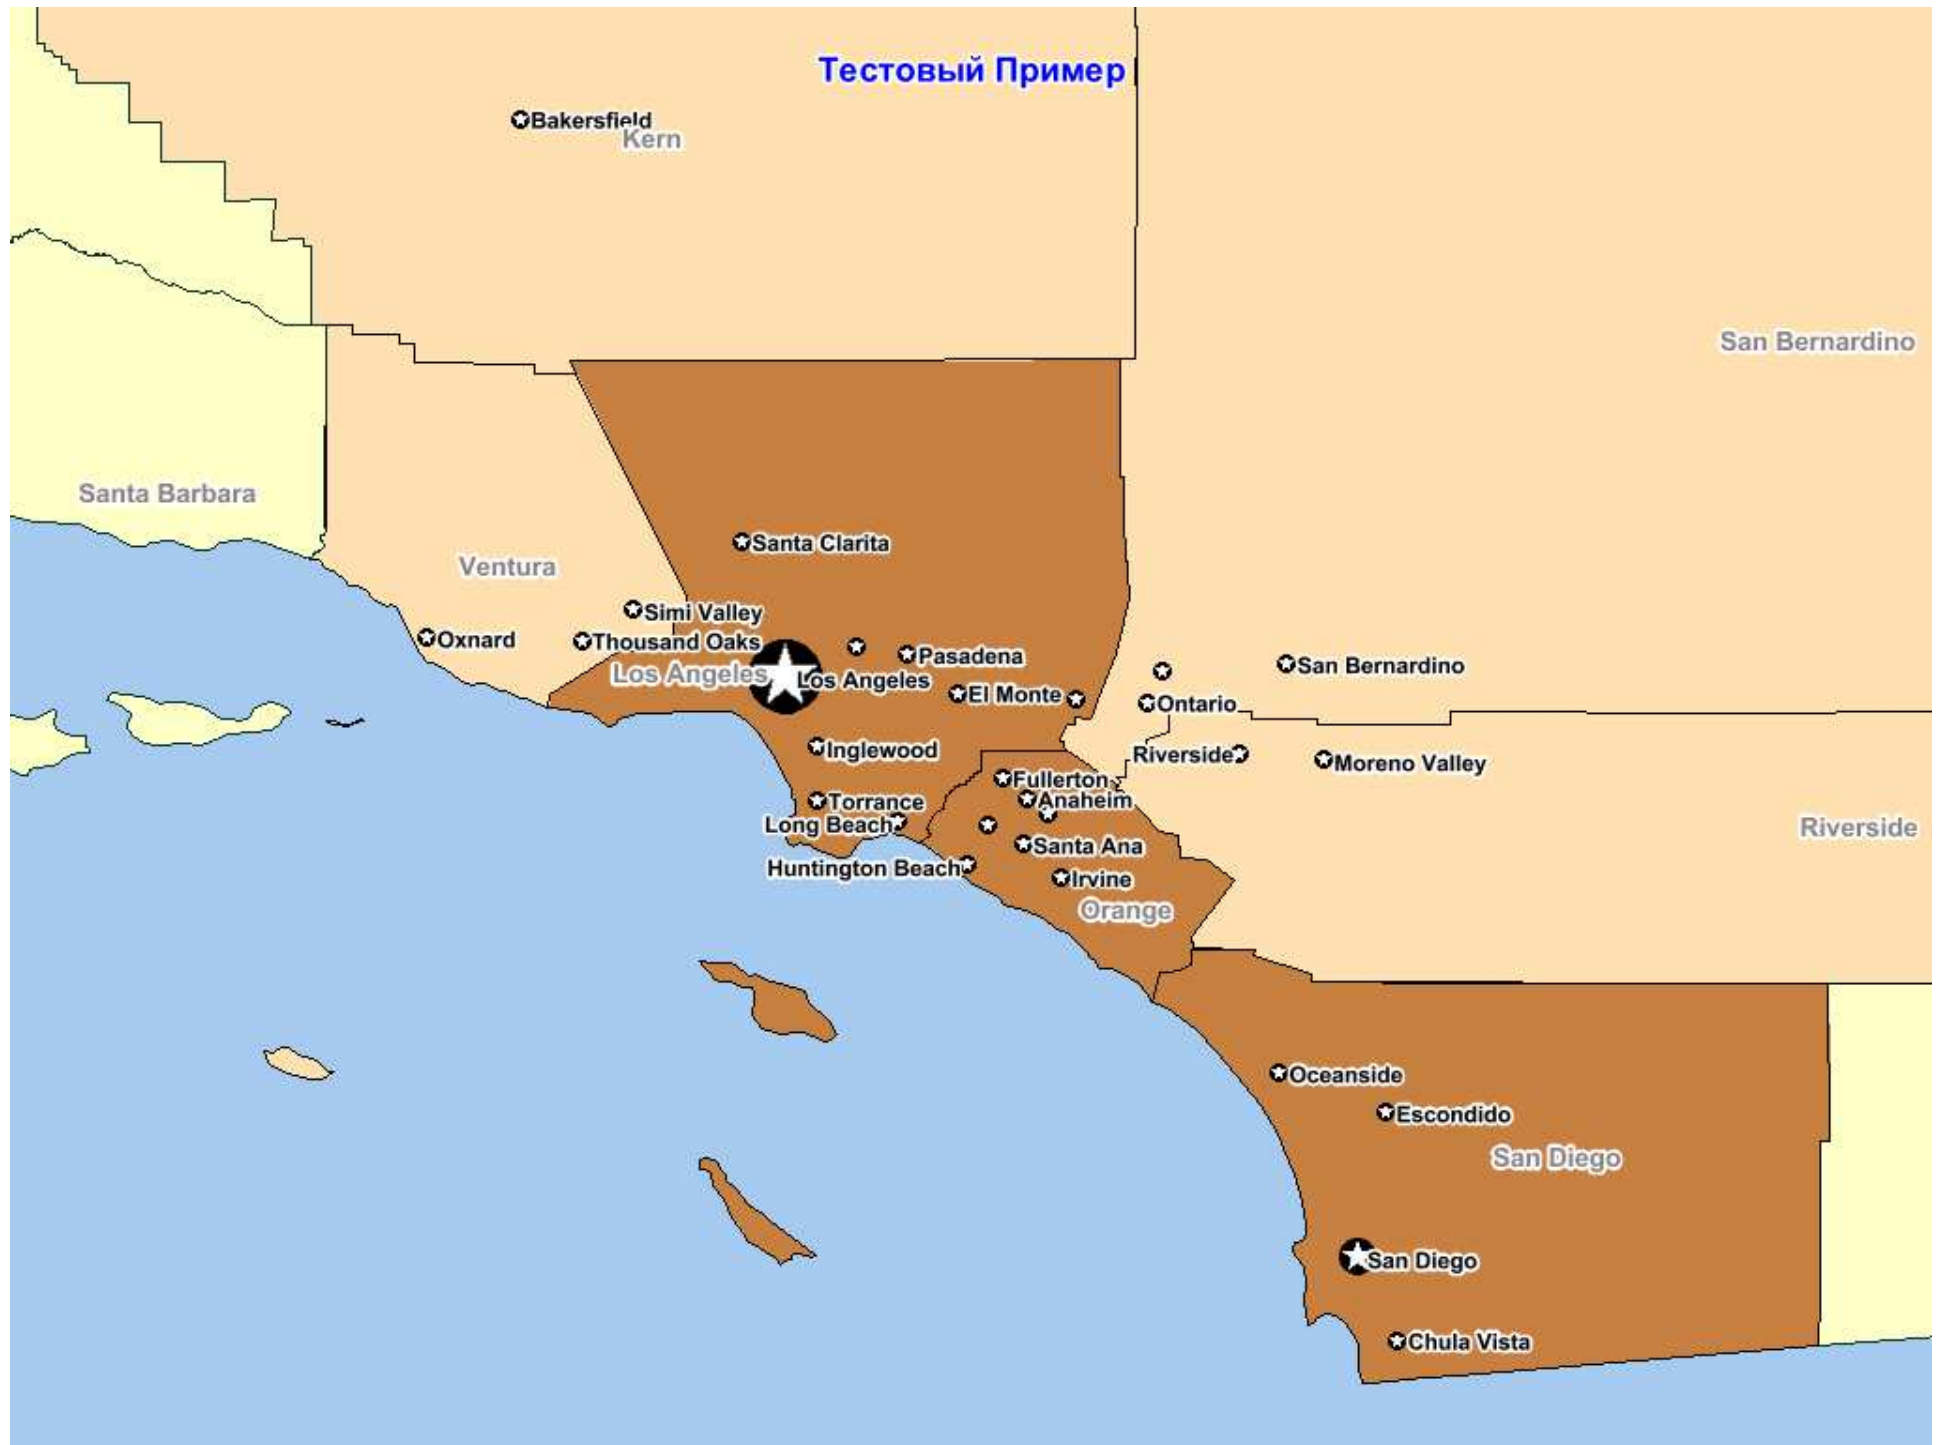 Тестовый Пример
Bakersfield
Kern
San Bernardino
Santa Barbara
Santa Clarita
Ventura
Simi Valley
Oxnard
Thousand Oaks
Pasadena
Los Angeles
Los Angeles
San Bernardino
El Monte
Ontario
Inglewood
Riverside
Moreno Valley
Fullerton
Anaheim
Torrance
Long Beach
Riverside
Santa Ana
Huntington Beach
Irvine
Orange
Oceanside
Escondido
San Diego
San Diego
Chula Vista